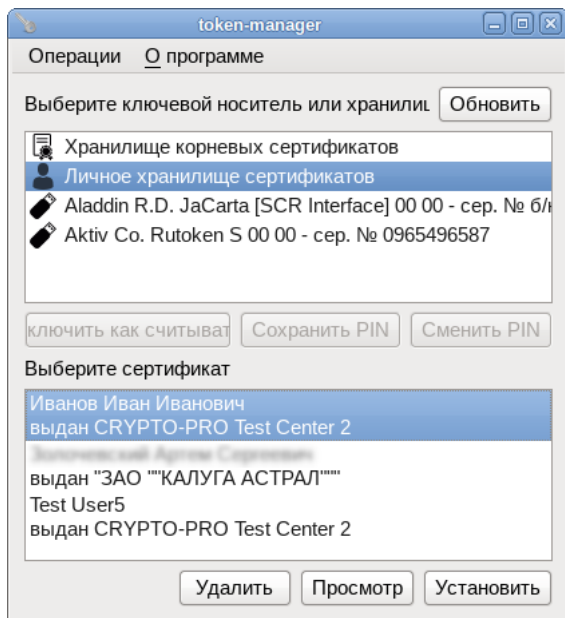 token-manager
Операции О программе
Выберите ключевой носитель или хранилиц Обновить
Хранилище корневых сертификатов
Личное хранилище сертификатов
Aladdin R.D. JaCarta [SCR Interface] 00 00 - сер. № б/н
Aktiv Co. Rutoken S 00 00 - сер. № 0965496587
ключить как считыват Сохранить PIN Сменить PIN
Выберите сертификат
Иванов Иван Иванович
выдан CRYPTO-PRO Test Center 2
выдан "ЗАО ""КАЛУГА АСТРАЛ""""
Test User5
выдан CRYPTO-PRO Test Center 2
Удалить Просмотр Установить